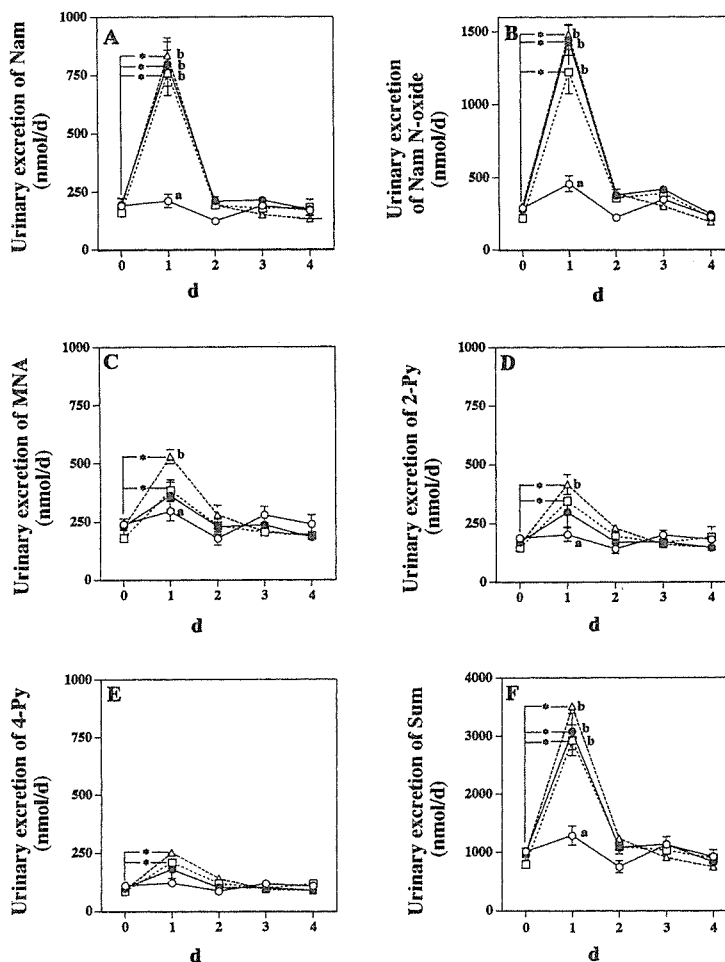 A
Urinary excretion of Nam
(nmol/d)
1000
750
500
250
0
* b
* b
* b
a
0 1 2 3 4
d
B
Urinary excretion
of Nam N-oxide
(nmol/d)
1500
1000
500
0
* b
* b
* b
a
0 1 2 3 4
d
C
Urinary excretion of MNA
(nmol/d)
1000
750
500
250
0
* b
*
a
0 1 2 3 4
d
D
Urinary excretion of 2-Py
(nmol/d)
1000
750
500
250
0
* b
*
a
0 1 2 3 4
d
E
Urinary excretion of 4-Py
(nmol/d)
1000
750
500
250
0
*
*
0 1 2 3 4
d
F
Urinary excretion of Sum
(nmol/d)
4000
3000
2000
1000
0
* b
* b
* b
a
0 1 2 3 4
d